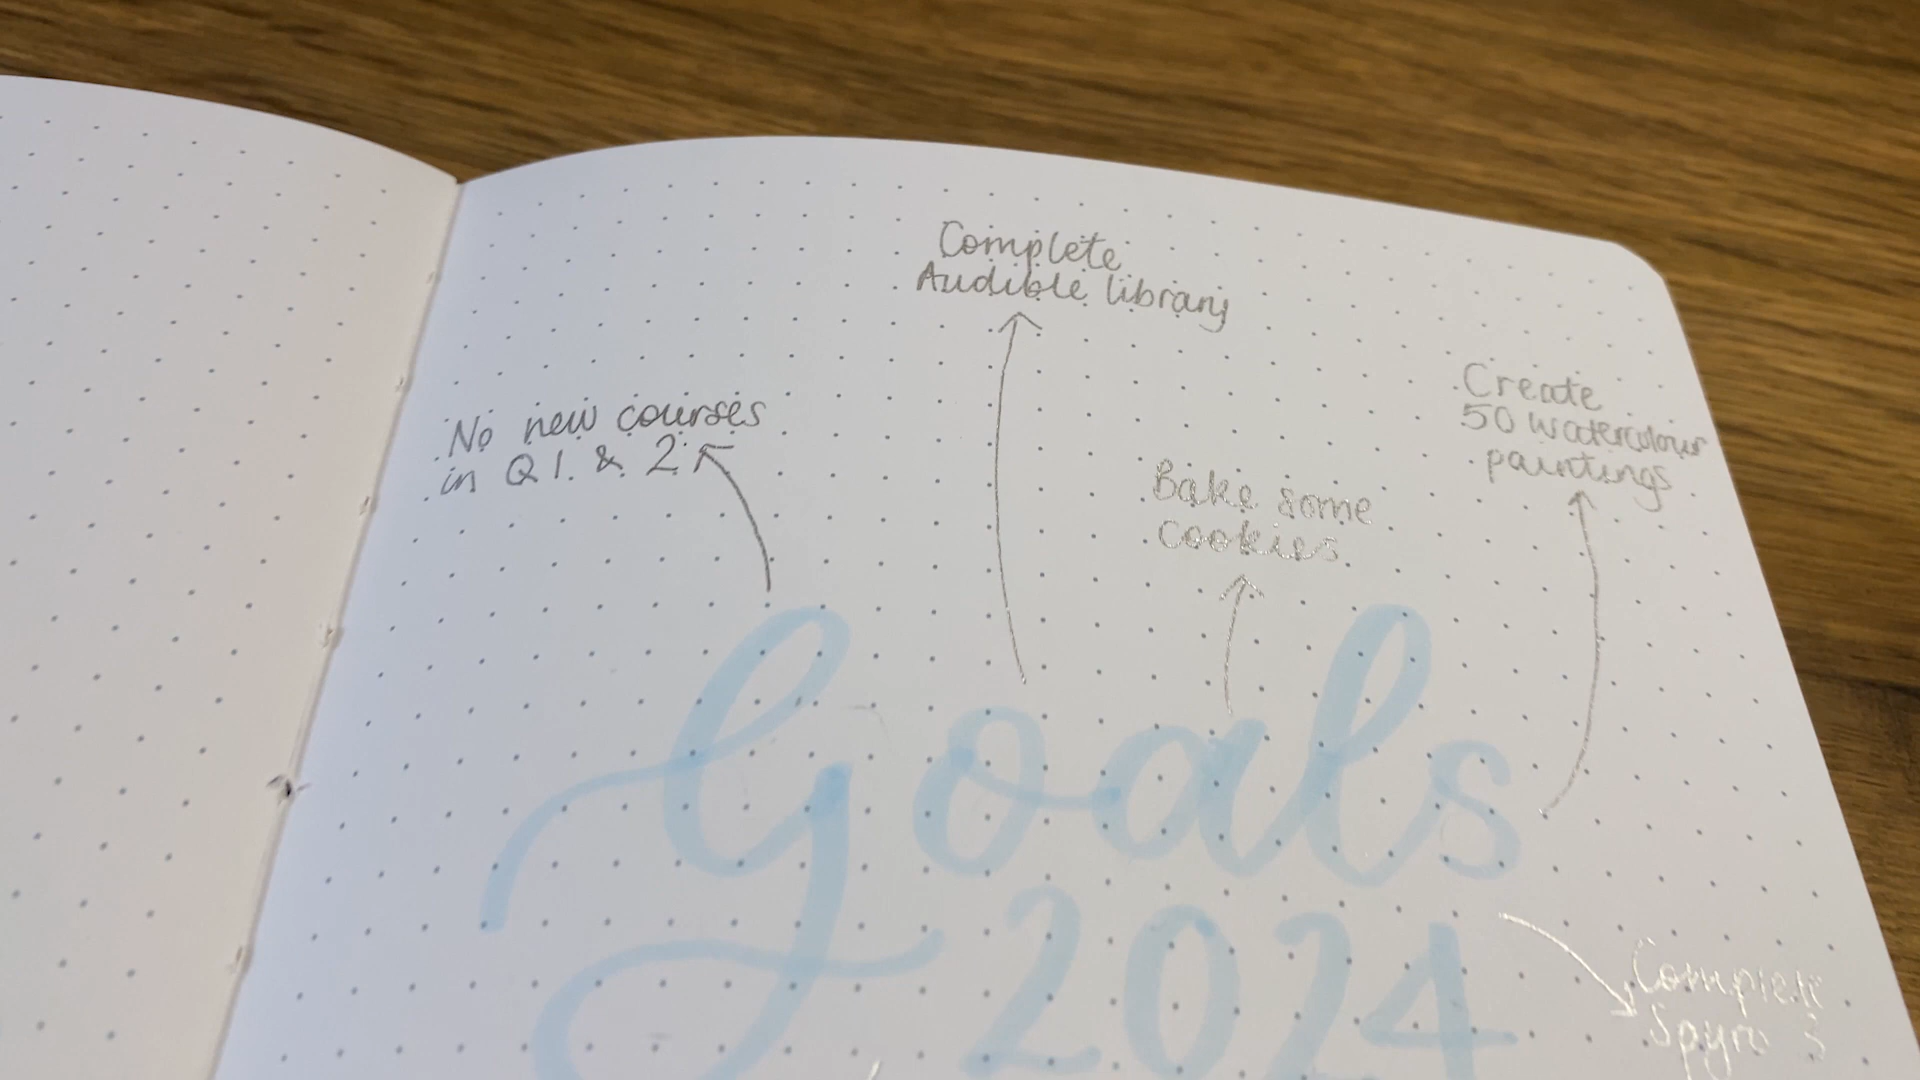 Complete
Audible library
No new courses
in Q1 & 2
Create
50 watercolour
paintings
Bake some
cookies
Goals
2024
Complete
Spyro 3